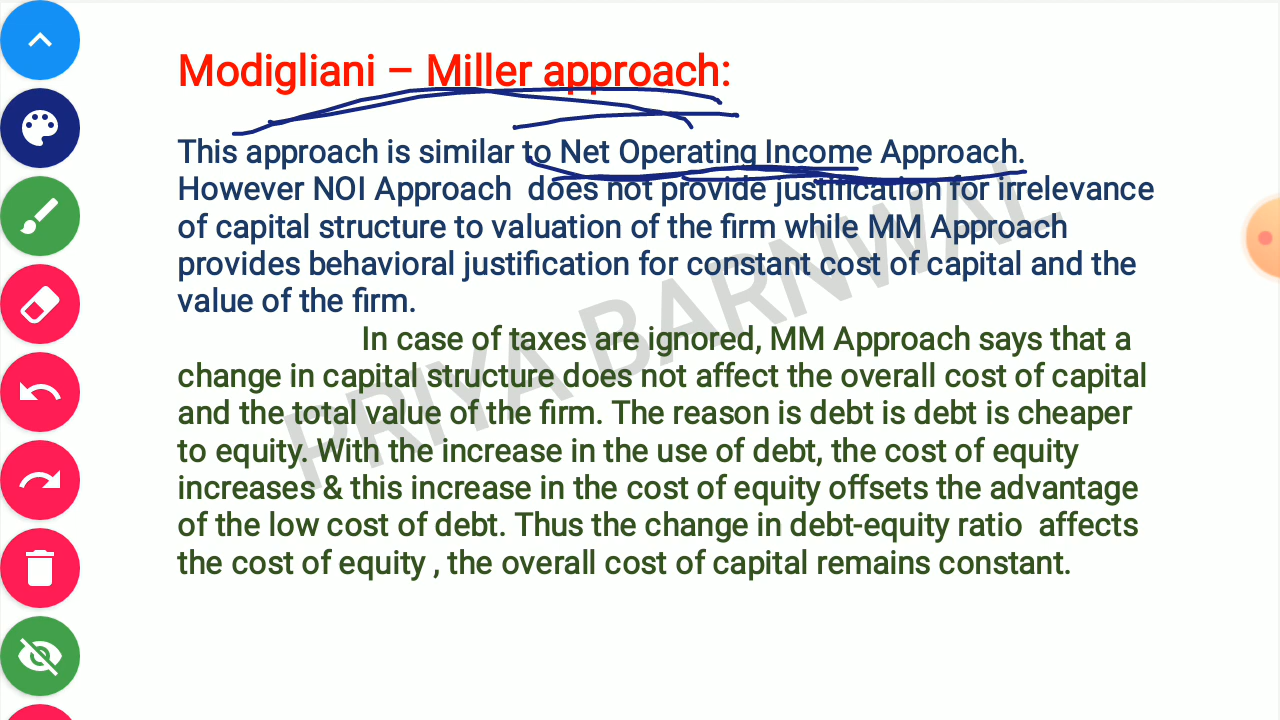 Modigliani – Miller approach:
This approach is similar to Net Operating Income Approach.
However NOI Approach does not provide justification for irrelevance
of capital structure to valuation of the firm while MM Approach
provides behavioral justification for constant cost of capital and the
value of the firm.
In case of taxes are ignored, MM Approach says that a
change in capital structure does not affect the overall cost of capital
and the total value of the firm. The reason is debt is debt is cheaper
to equity. With the increase in the use of debt, the cost of equity
increases & this increase in the cost of equity offsets the advantage
of the low cost of debt. Thus the change in debt-equity ratio affects
the cost of equity , the overall cost of capital remains constant.
PRIYA BARNWAL